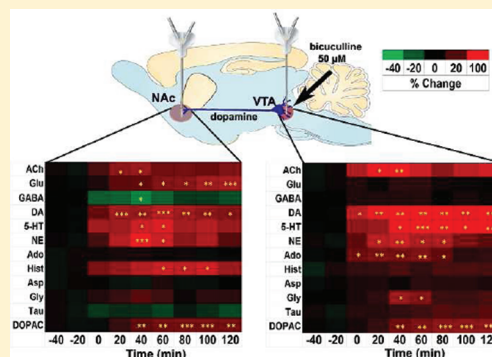 bicuculline
50 µM
-40 -20 0 20 100
% Change
NAc
VTA
dopamine
ACh
Glu
GABA
DA
5-HT
NE
Ado
Hist
Asp
Gly
Tau
DOPAC
-40 -20 0 20 40 60 80 100 120
Time (min)
ACh
Glu
GABA
DA
5-HT
NE
Ado
Hist
Asp
Gly
Tau
DOPAC
-40 -20 0 20 40 60 80 100 120
Time (min)